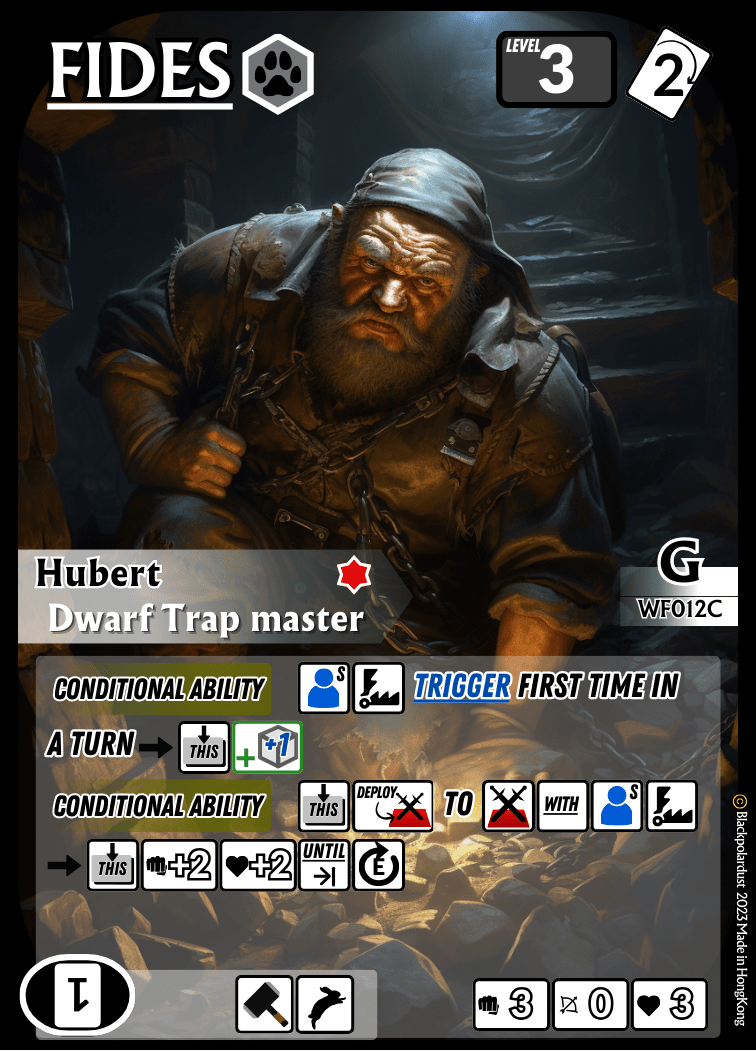 FIDES
LEVEL 3
2
Hubert
Dwarf Trap master
G
WF012C
CONDITIONAL ABILITY S TRIGGER FIRST TIME IN
A TURN THIS + +1
CONDITIONAL ABILITY THIS DEPLOY TO WITH S
THIS +2 +2 UNTIL E
1
3 0 3
© Blackpolardust 2023 Made in HongKong